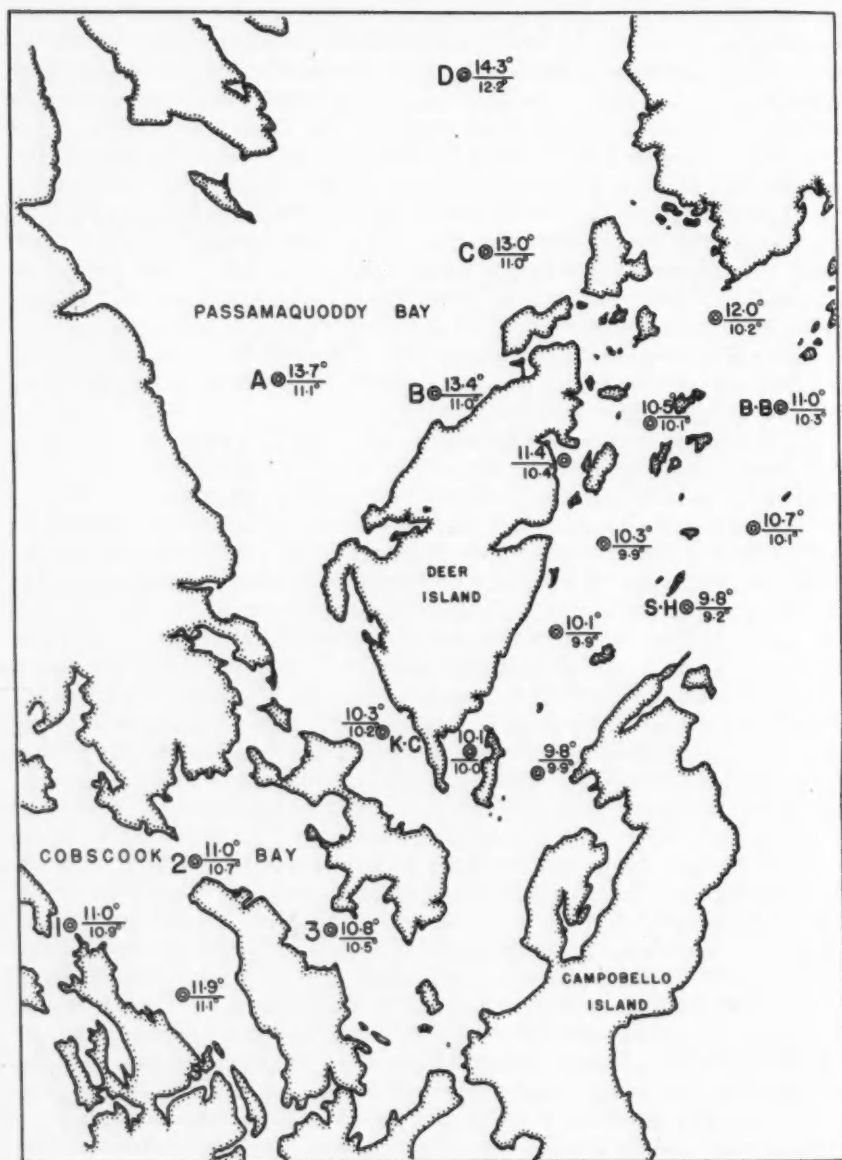 D 14·3°
12·2°
C 13·0°
11·0°
PASSAMAQUODDY BAY
12·0°
10·2°
A 13·7°
11·1°
B 13·4°
11·0°
10·5°
10·1°
B·B 11·0°
10·3°
11·4
10·4
10·3°
9·9°
10·7°
10·1°
DEER
ISLAND
S·H 9·8°
9·2°
10·1°
9·9°
10·3°
10·2°
K·C
10·1°
10·0
9·8°
9·9°
COBSCOOK BAY
2 11·0°
10·7°
1 11·0°
10·9°
3 10·8°
10·5°
CAMPOBELLO
ISLAND
11·9°
11·1°